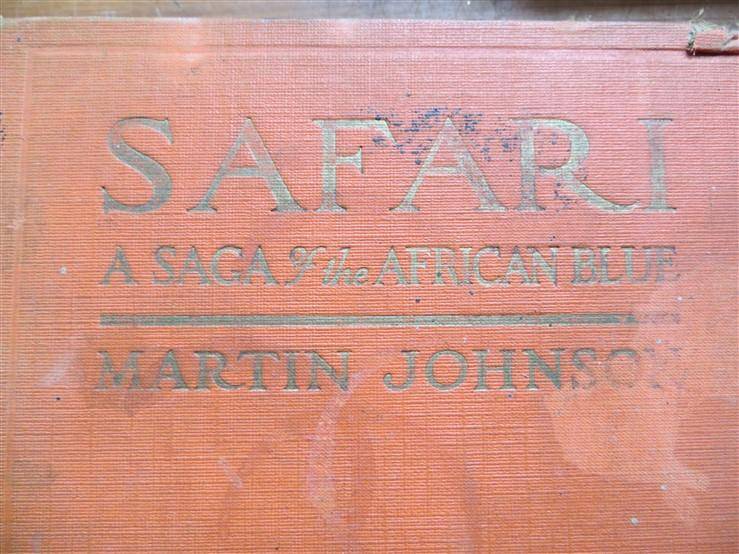 SAFARI
A SAGA of the AFRICAN BLUE
MARTIN JOHNSON